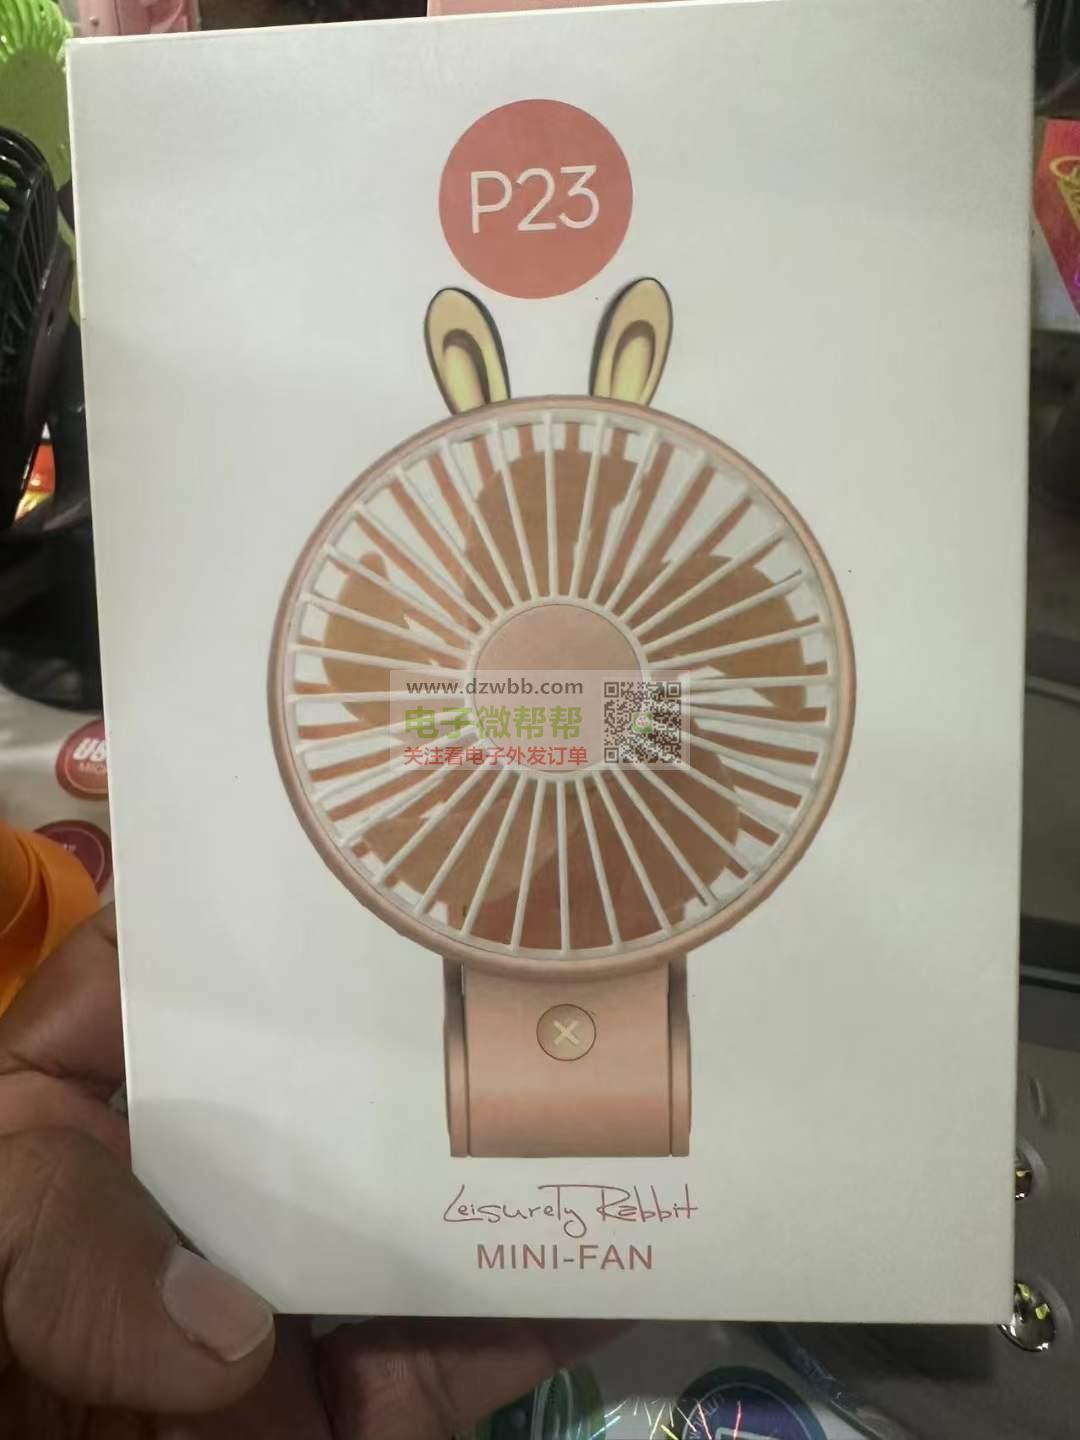 P23
www.dzwbb.com
电子微帮帮
关注看电子外发订单
Leisurely Rabbit
MINI-FAN
US